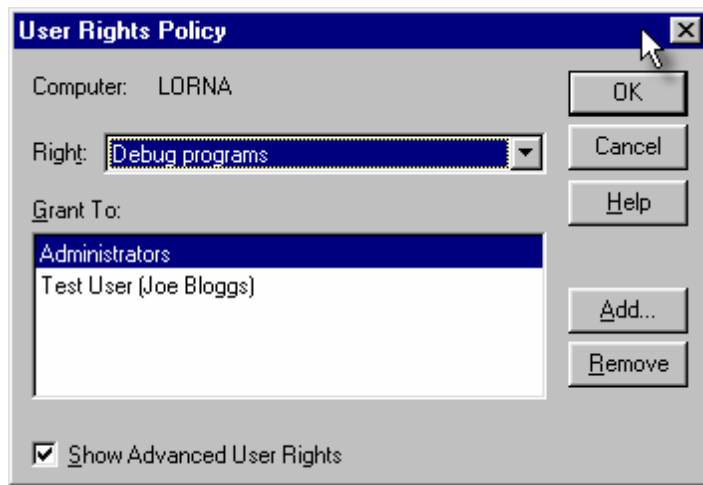 User Rights Policy
Computer: LORNA
OK
Right: Debug programs
Cancel
Grant To:
Help
Administrators
Test User (Joe Bloggs)
Add...
Remove
Show Advanced User Rights